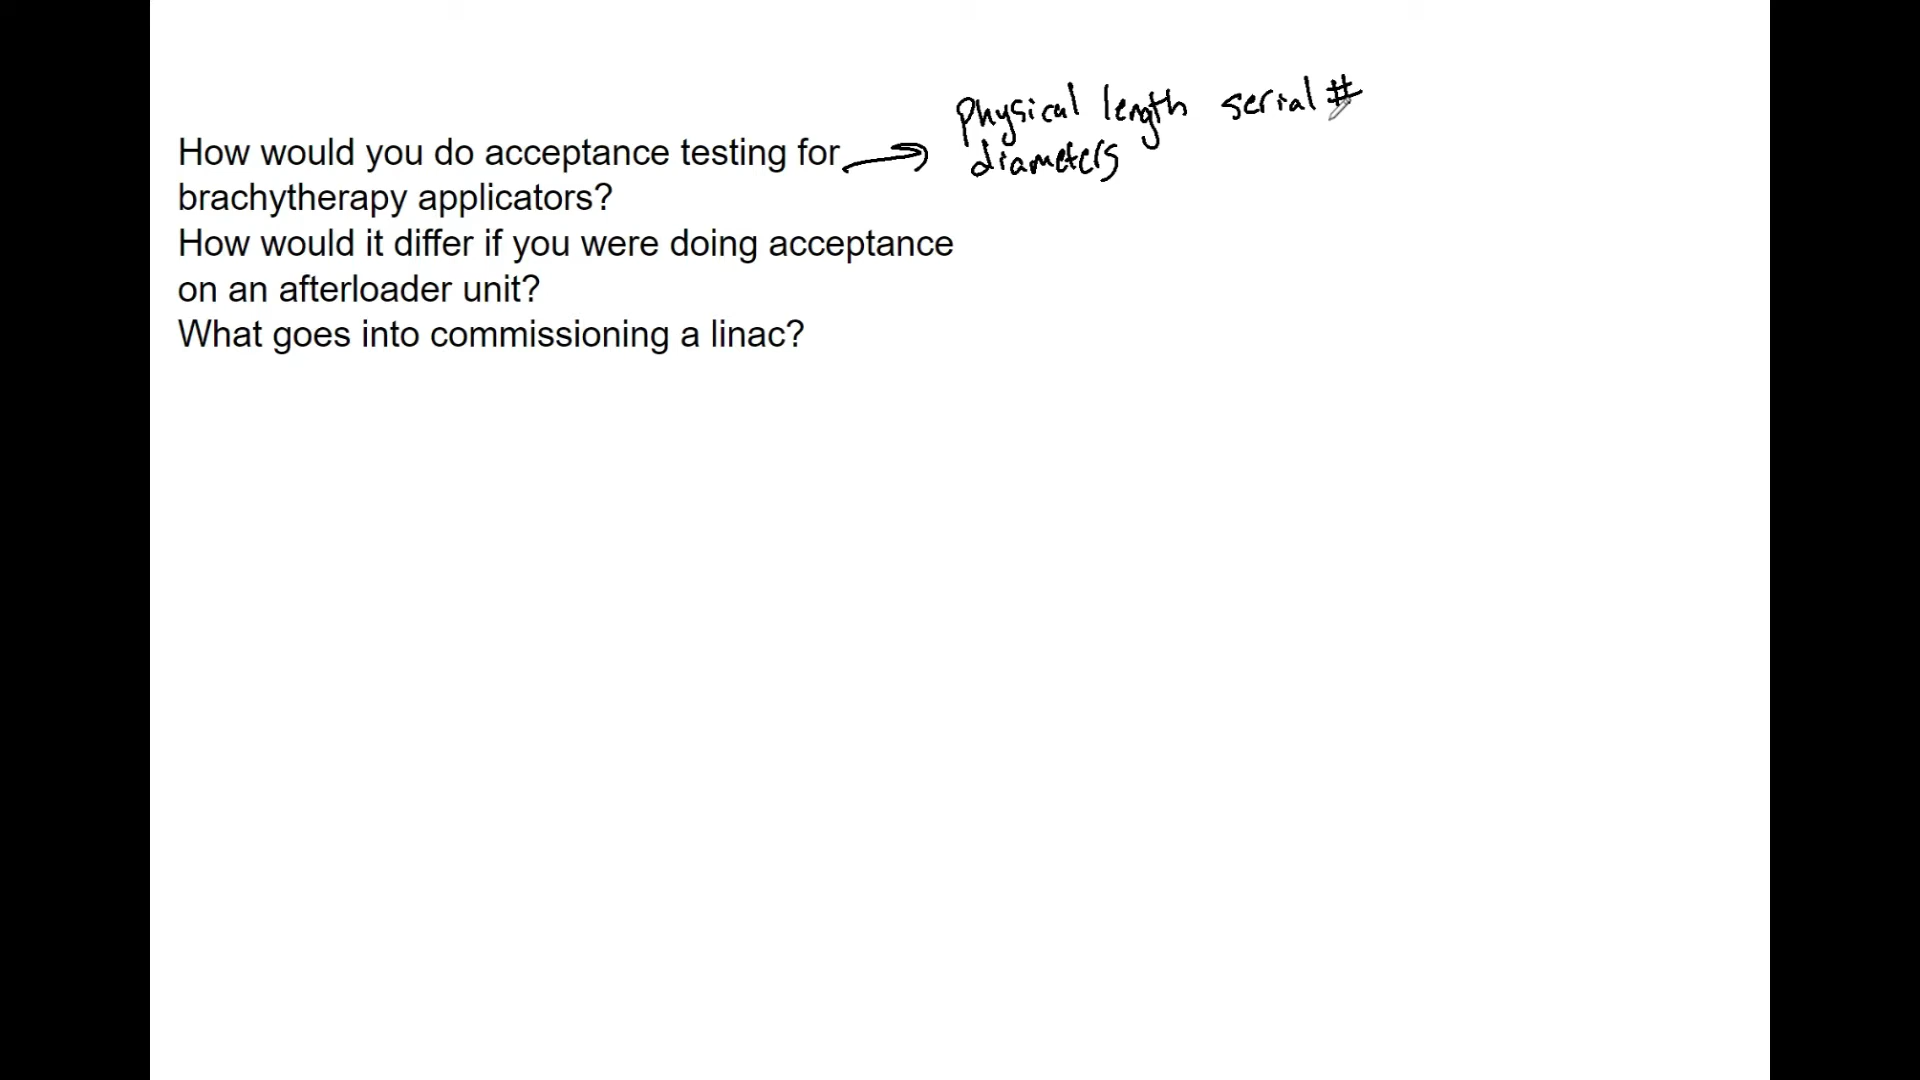 physical length serial #
diameters
How would you do acceptance testing for
brachytherapy applicators?
How would it differ if you were doing acceptance
on an afterloader unit?
What goes into commissioning a linac?